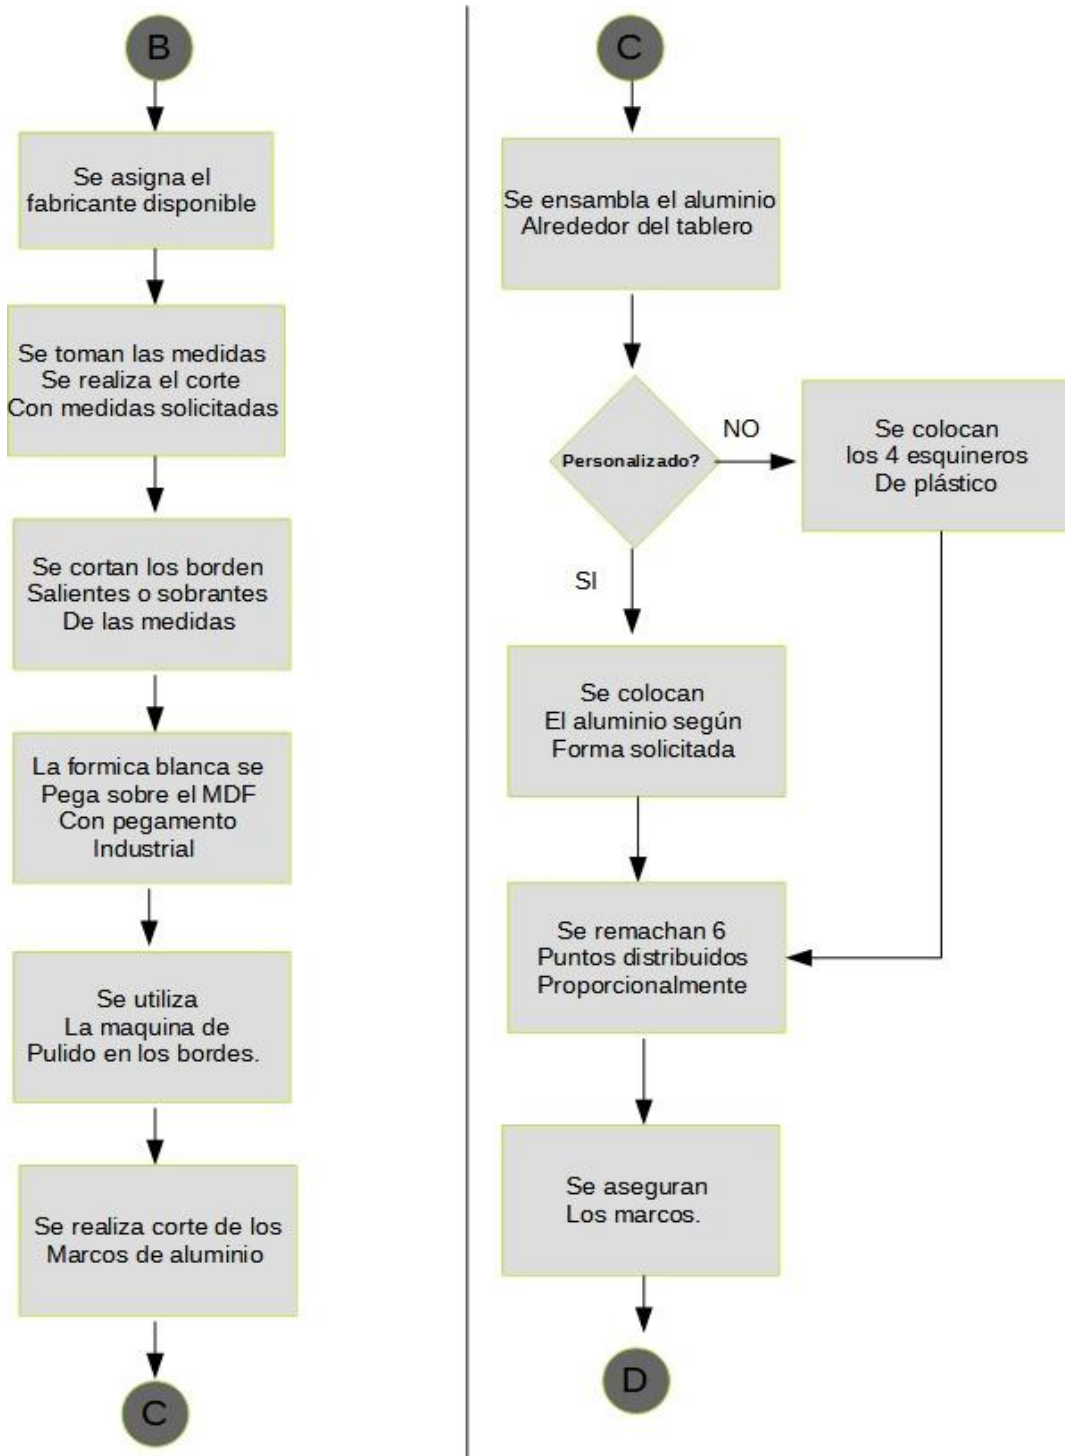 B
Se asigna el
fabricante disponible
Se toman las medidas
Se realiza el corte
Con medidas solicitadas
Se cortan los borden
Salientes o sobrantes
De las medidas
La formica blanca se
Pega sobre el MDF
Con pegamento
Industrial
Se utiliza
La maquina de
Pulido en los bordes.
Se realiza corte de los
Marcos de aluminio
C
C
Se ensambla el aluminio
Alrededor del tablero
Personalizado?
NO
Se colocan
los 4 esquineros
De plástico
SI
Se colocan
El aluminio según
Forma solicitada
Se remachan 6
Puntos distribuidos
Proporcionalmente
Se aseguran
Los marcos.
D